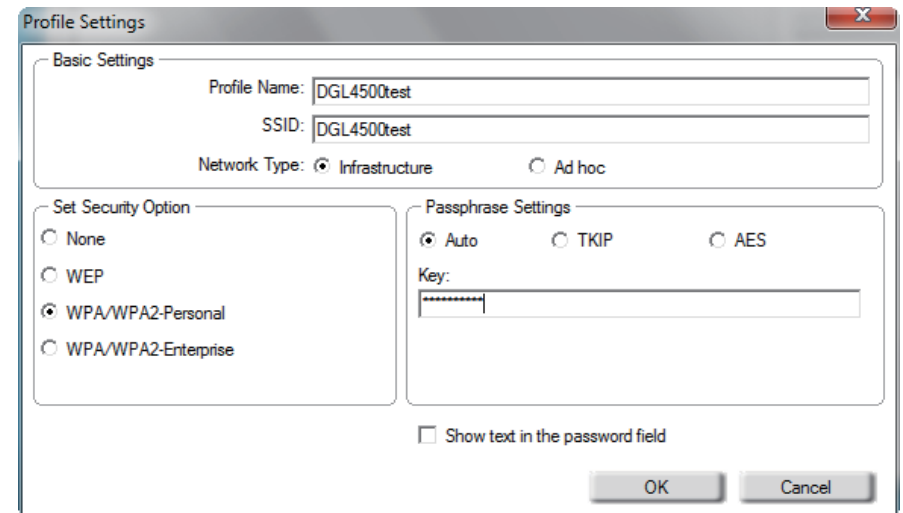 Profile Settings
X
Basic Settings
Profile Name: DGL4500test
SSID: DGL4500test
Network Type: Infrastructure Ad hoc
Set Security Option
None
WEP
WPA/WPA2-Personal
WPA/WPA2-Enterprise
Passphrase Settings
Auto TKIP AES
Key:
**********
Show text in the password field
OK Cancel